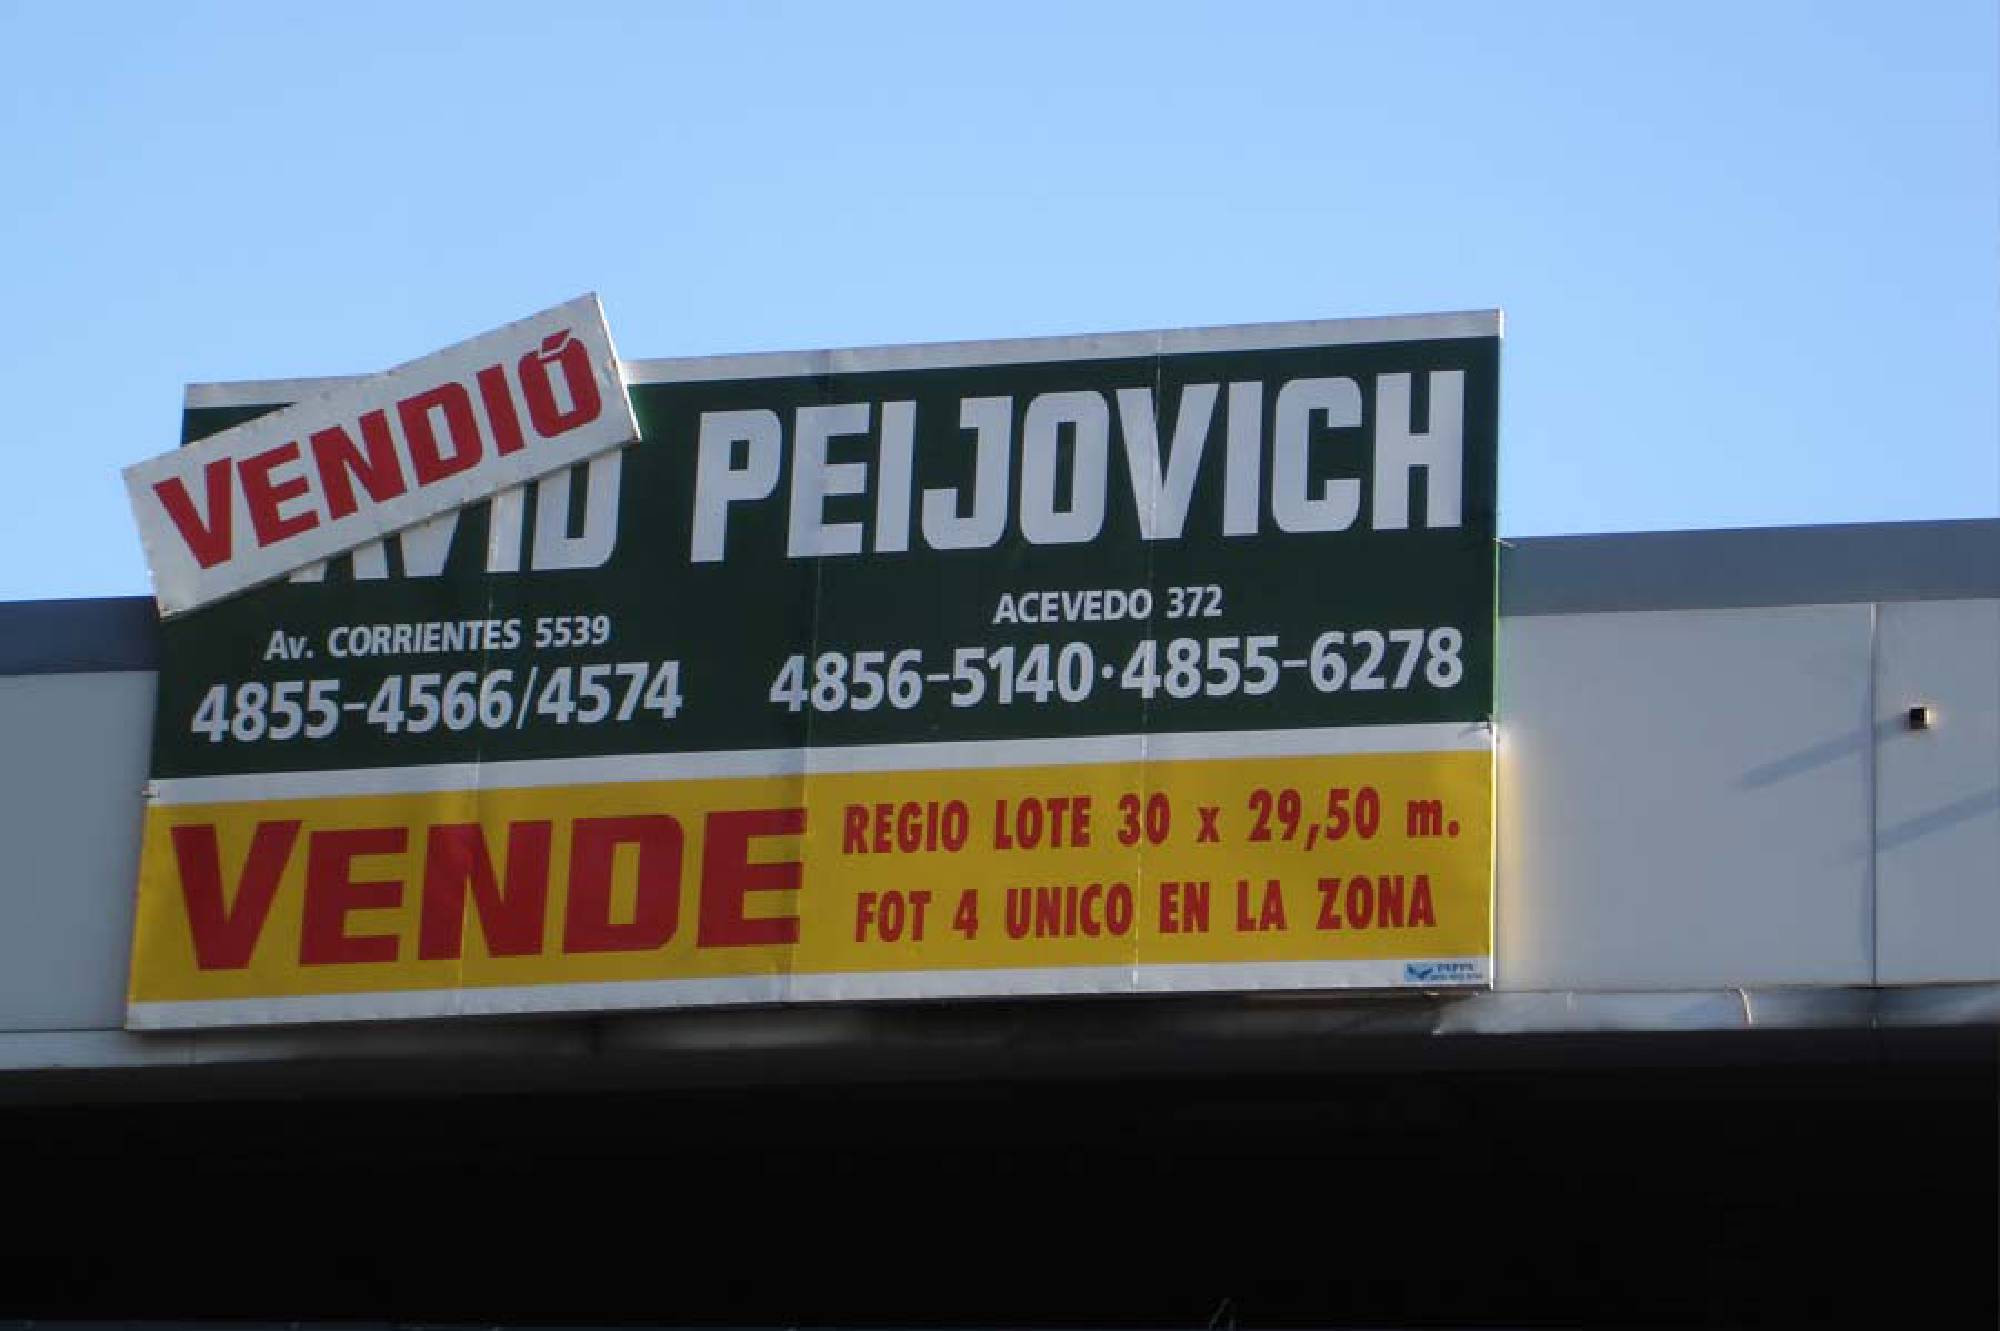 VENDIÓ
AVID PEIJOVICH
Av. CORRIENTES 5539
4855-4566/4574
ACEVEDO 372
4856-5140·4855-6278
VENDE
REGIO LOTE 30 x 29,50 m.
FOT 4 UNICO EN LA ZONA